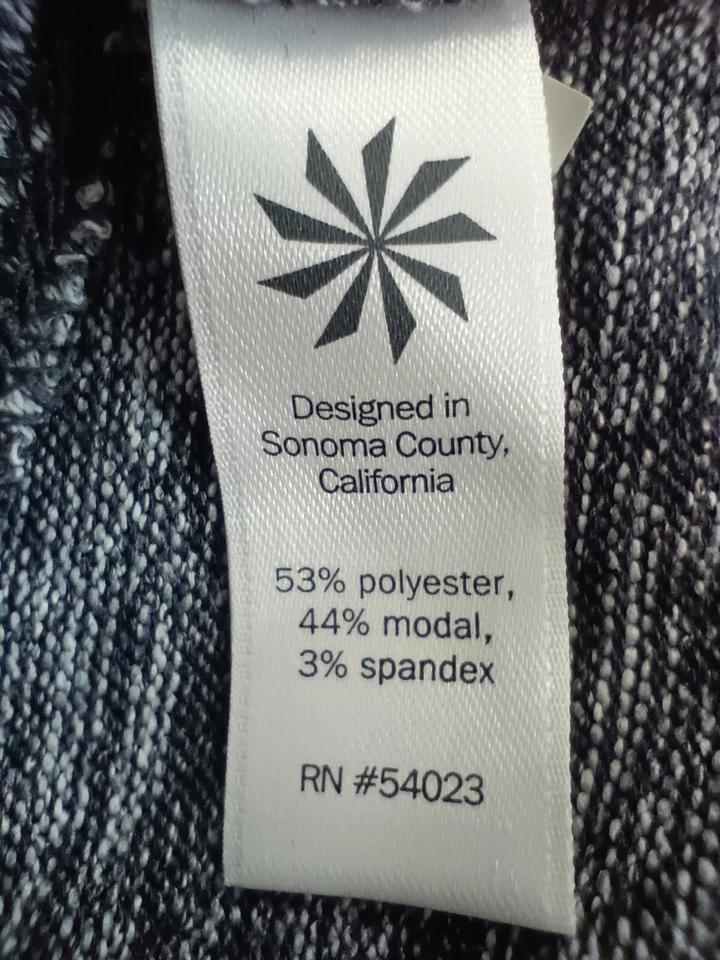 Designed in
Sonoma County,
California
53% polyester,
44% modal,
3% spandex
RN #54023